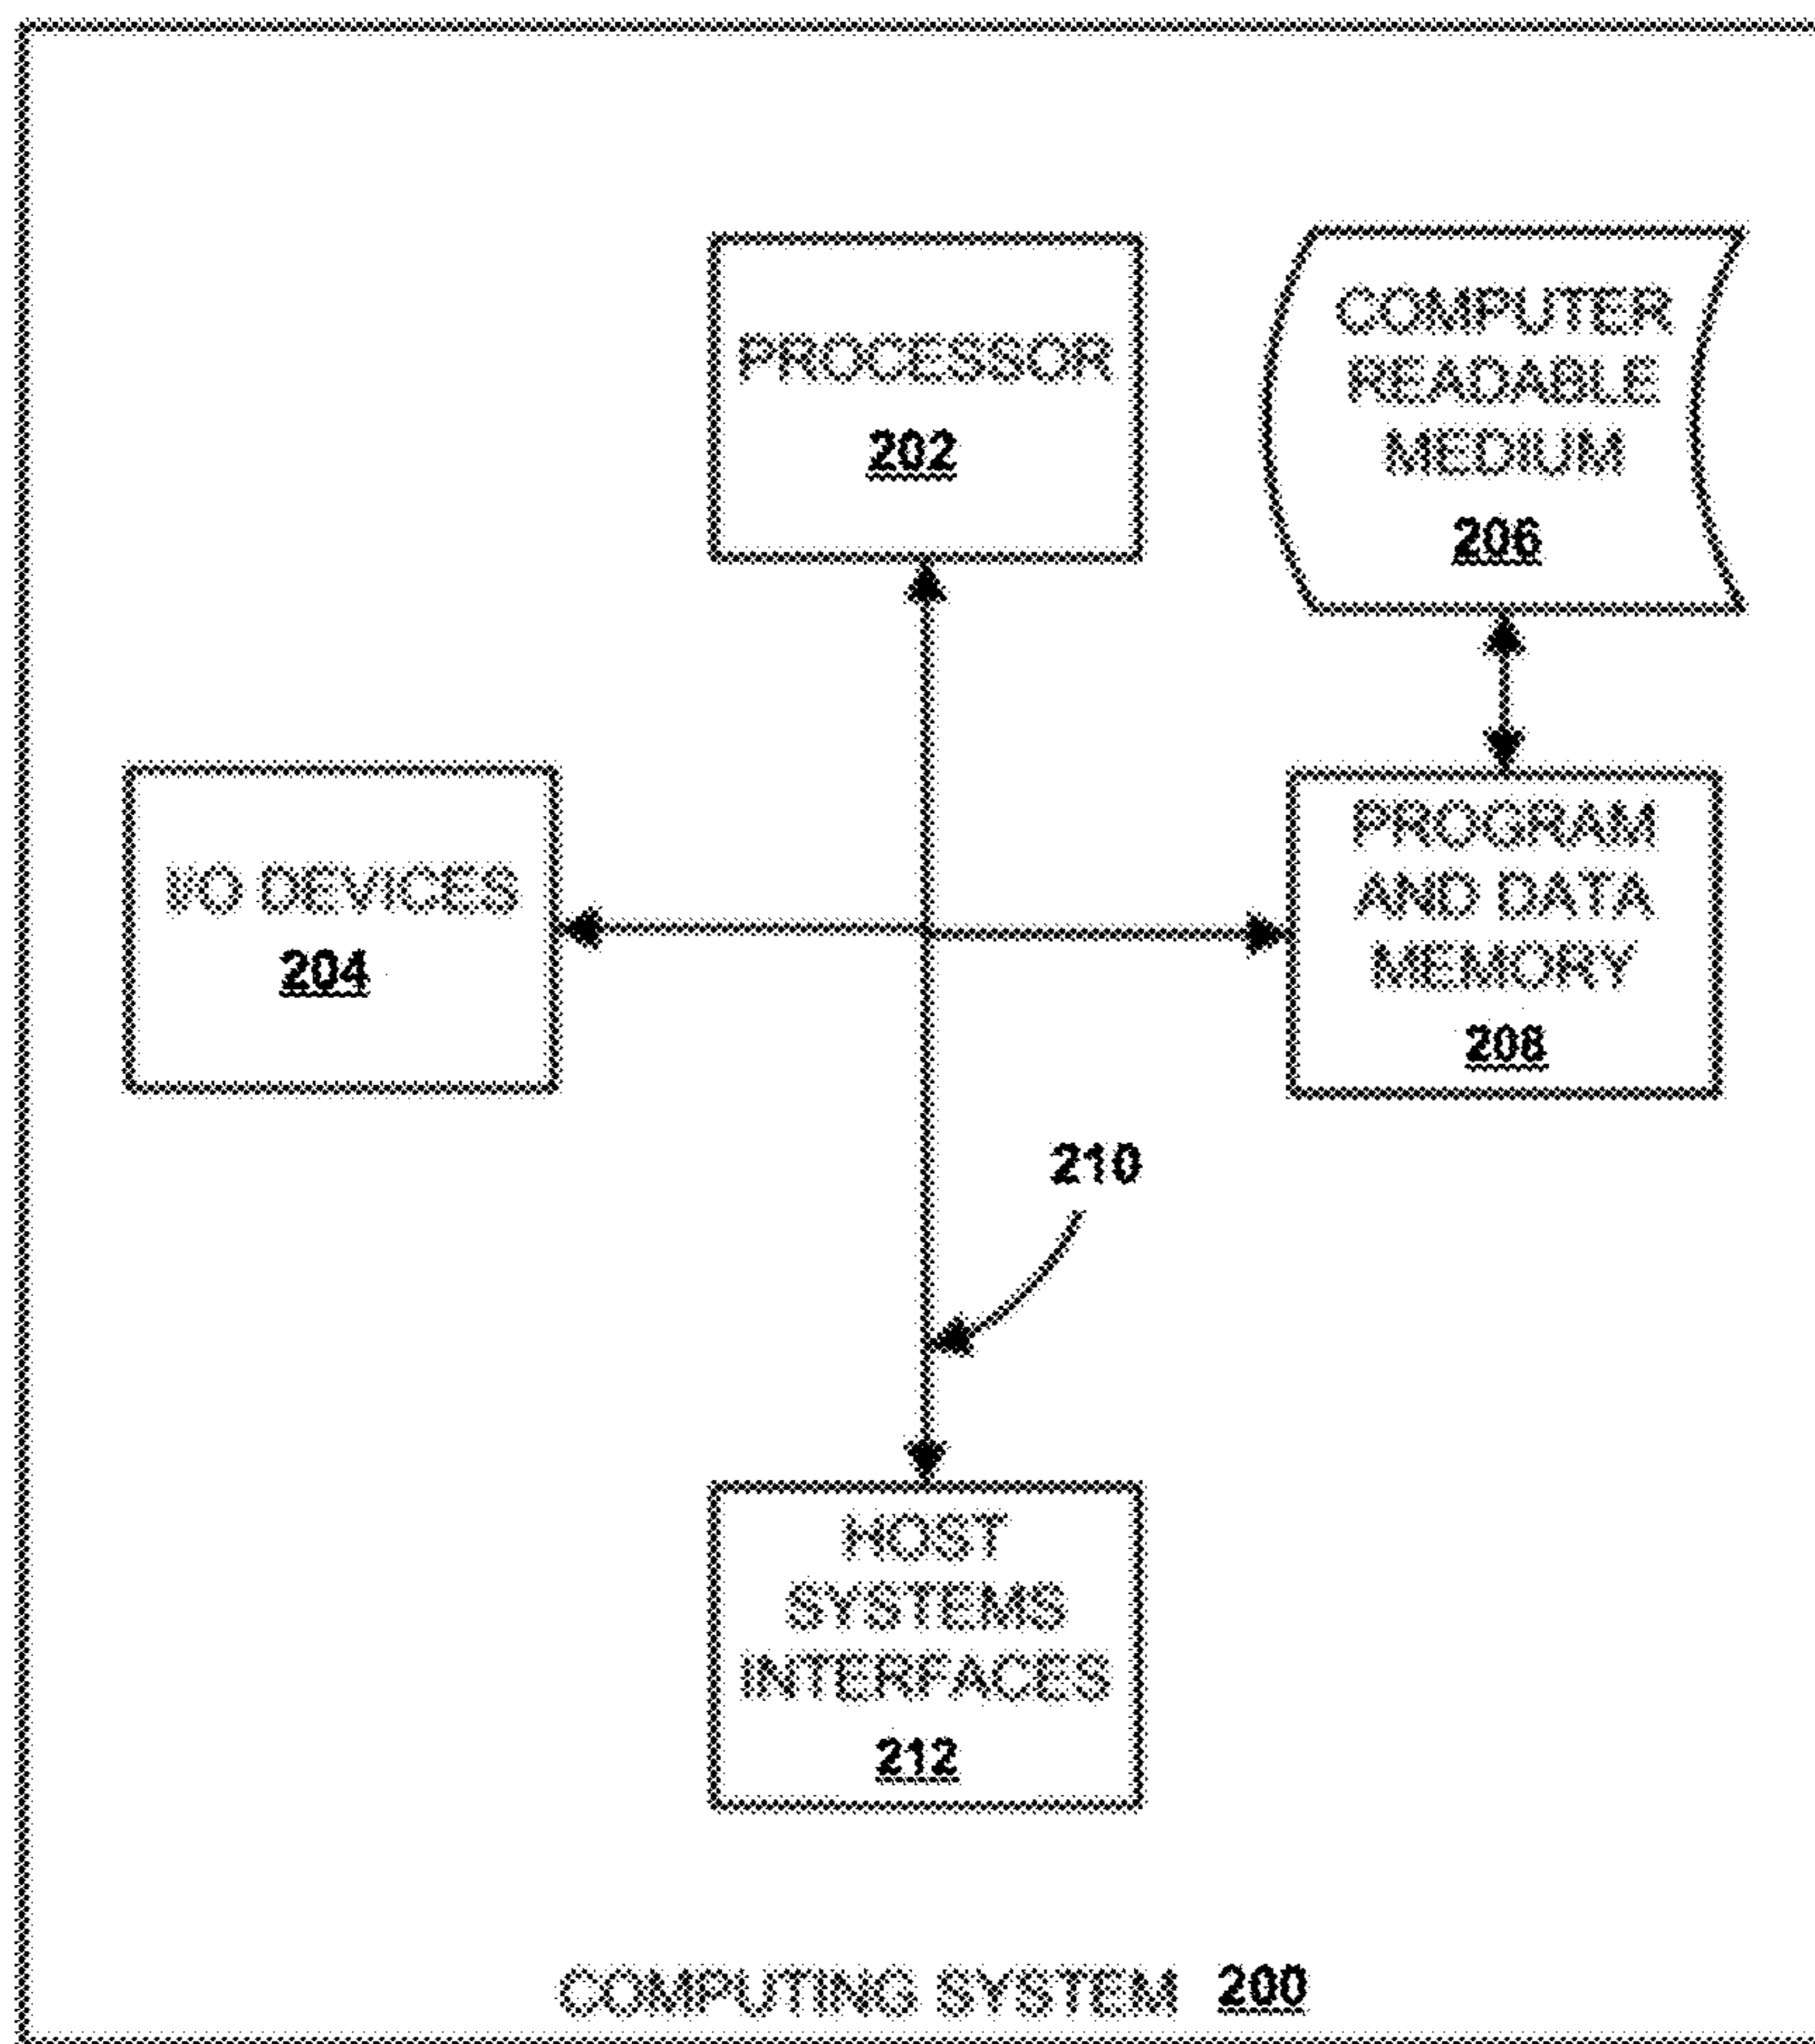 PROCESSOR
202
COMPUTER
READABLE
MEDIUM
206
I/O DEVICES
204
PROGRAM
AND DATA
MEMORY
208
210
HOST
SYSTEMS
INTERFACES
212
COMPUTING SYSTEM 200